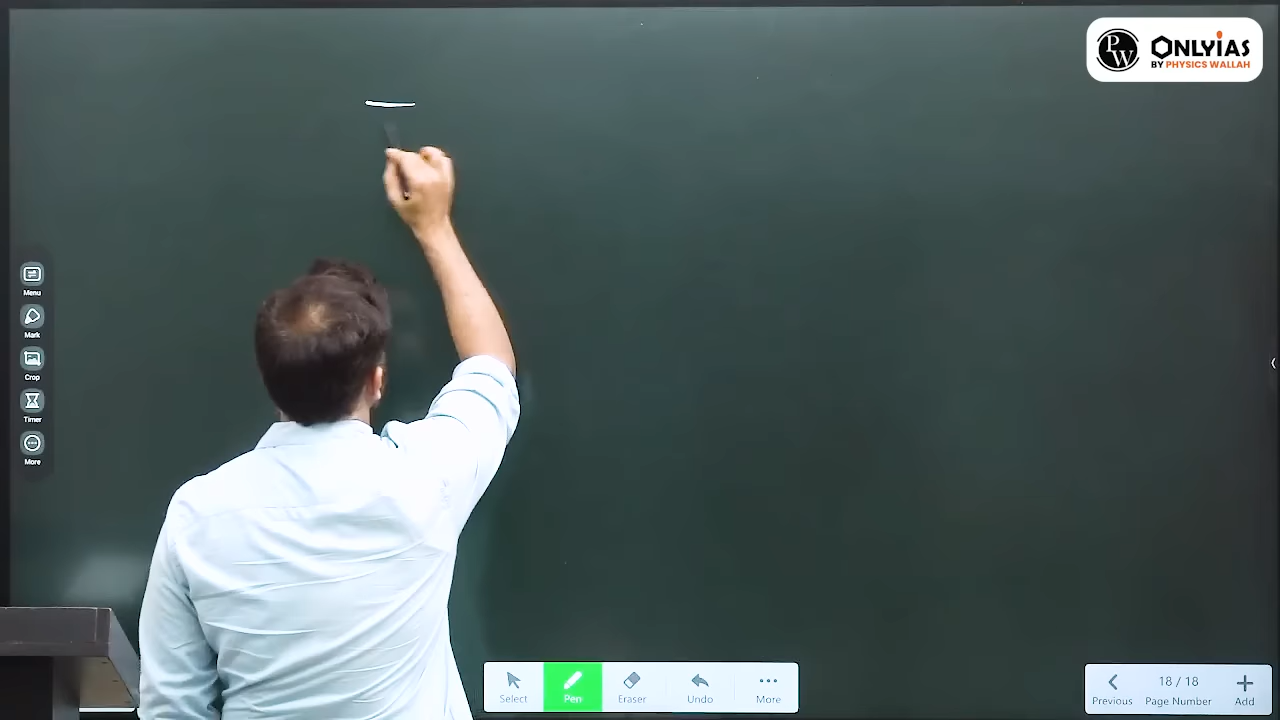 PW
ONLYIAS
BY PHYSICS WALLAH
Menu
Mark
Crop
Timer
More
Select
Pen
Eraser
Undo
More
18 / 18
Previous
Page Number
Add